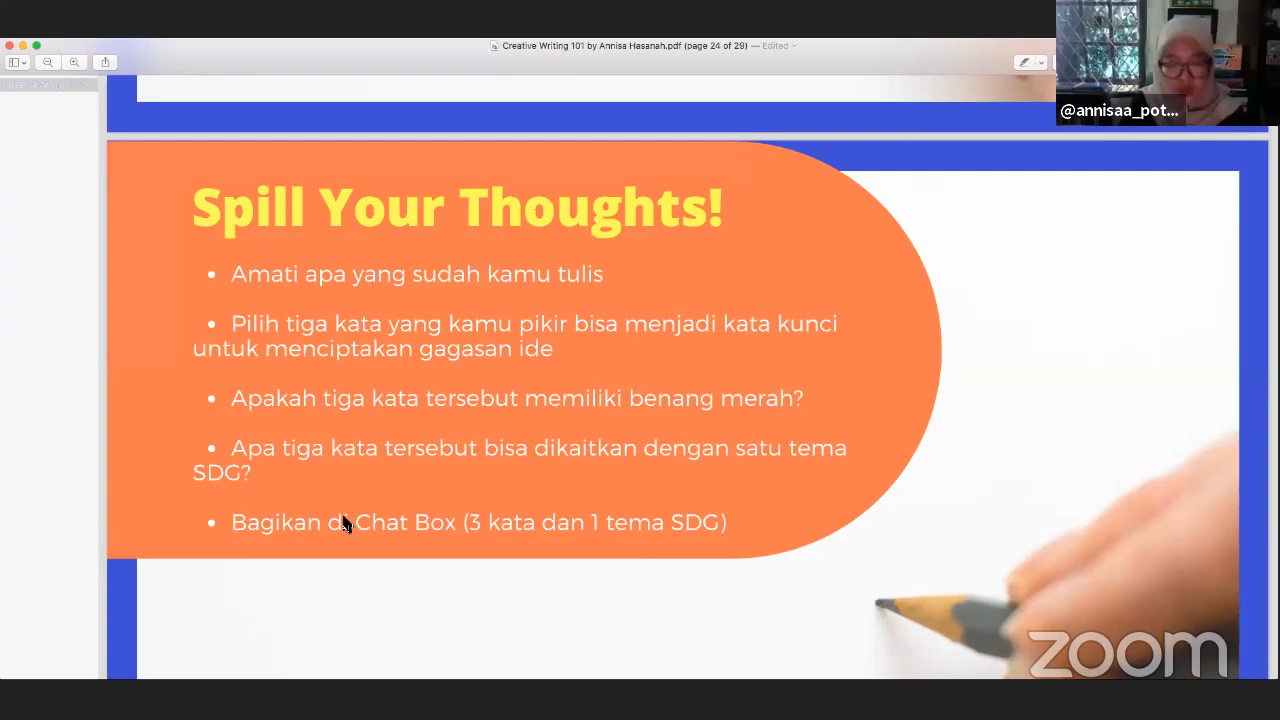 Creative Writing 101 by Annisa Hasanah.pdf (page 24 of 29) — Edited
@annisaa_pot...
Spill Your Thoughts!
• Amati apa yang sudah kamu tulis
• Pilih tiga kata yang kamu pikir bisa menjadi kata kunci
untuk menciptakan gagasan ide
• Apakah tiga kata tersebut memiliki benang merah?
• Apa tiga kata tersebut bisa dikaitkan dengan satu tema
SDG?
• Bagikan di Chat Box (3 kata dan 1 tema SDG)
zoom